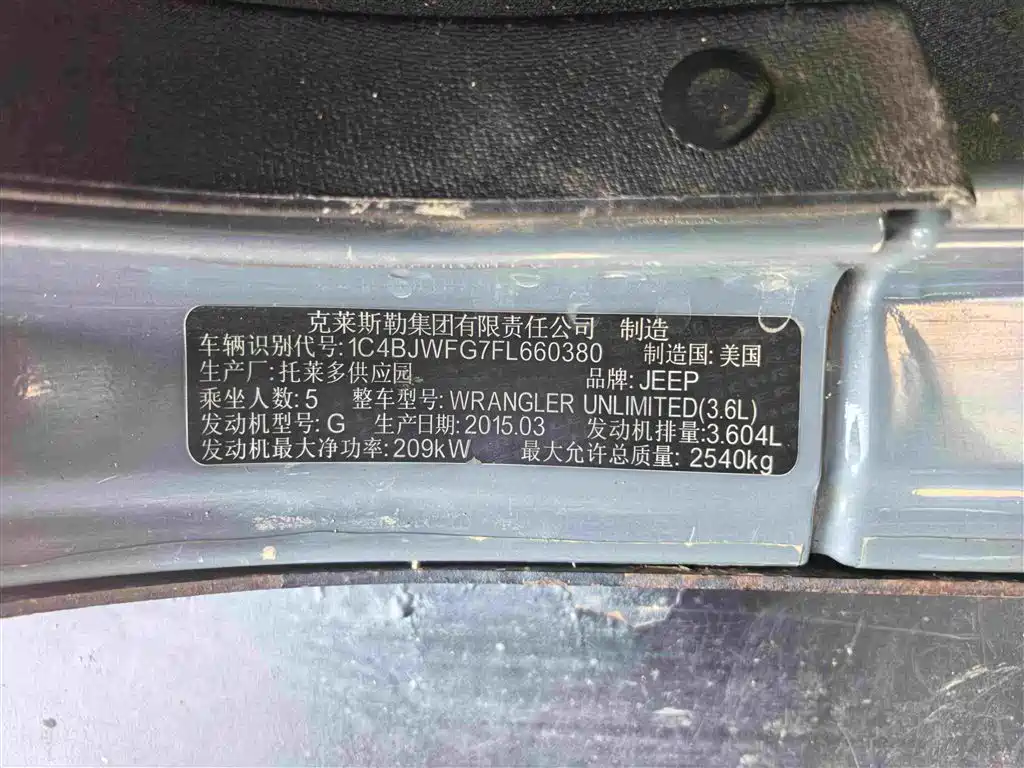 克莱斯勒集团有限责任公司 制造
车辆识别代号:1C4BJWFG7FL660380 制造国:美国
生产厂:托莱多供应园 品牌:JEEP
乘坐人数:5 整车型号:WRANGLER UNLIMITED(3.6L)
发动机型号:G 生产日期:2015.03 发动机排量:3.604L
发动机最大净功率:209kW 最大允许总质量:2540kg